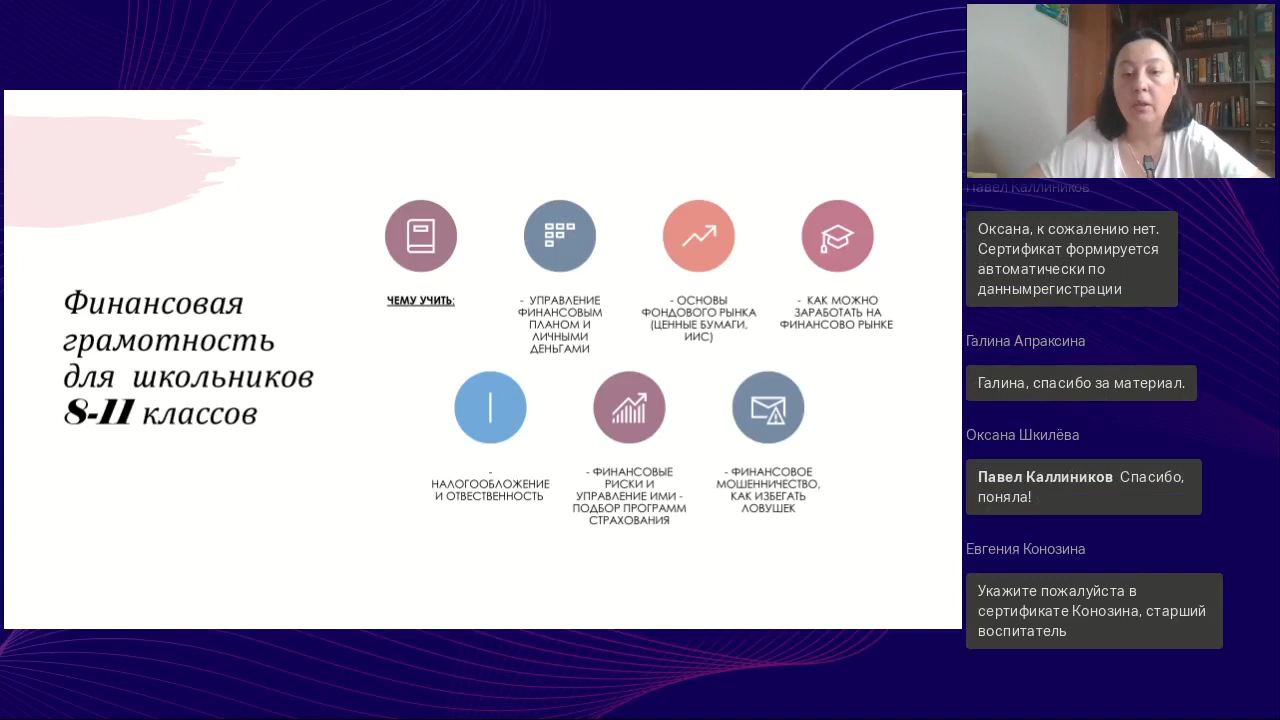 Финансовая
грамотность
для школьников
8-11 классов
ЧЕМУ УЧИТЬ:
- УПРАВЛЕНИЕ
ФИНАНСОВЫМ
ПЛАНОМ И
ЛИЧНЫМИ
ДЕНЬГАМИ
- ОСНОВЫ
ФОНДОВОГО РЫНКА
(ЦЕННЫЕ БУМАГИ,
ИИС)
- КАК МОЖНО
ЗАРАБОТАТЬ НА
ФИНАНСОВО РЫНКЕ
-
НАЛОГООБЛОЖЕНИЕ
И ОТВЕСТВЕННОСТЬ
- ФИНАНСОВЫЕ
РИСКИ И
УПРАВЛЕНИЕ ИМИ -
ПОДБОР ПРОГРАММ
СТРАХОВАНИЯ
- ФИНАНСОВОЕ
МОШЕННИЧЕСТВО,
КАК ИЗБЕГАТЬ
ЛОВУШЕК
Павел Каллиников
Оксана, к сожалению нет.
Сертификат формируется
автоматически по
даннымрегистрации
Галина Апраксина
Галина, спасибо за материал.
Оксана Шкилёва
Павел Каллиников Спасибо,
поняла!
Евгения Конозина
Укажите пожалуйста в
сертификате Конозина, старший
воспитатель